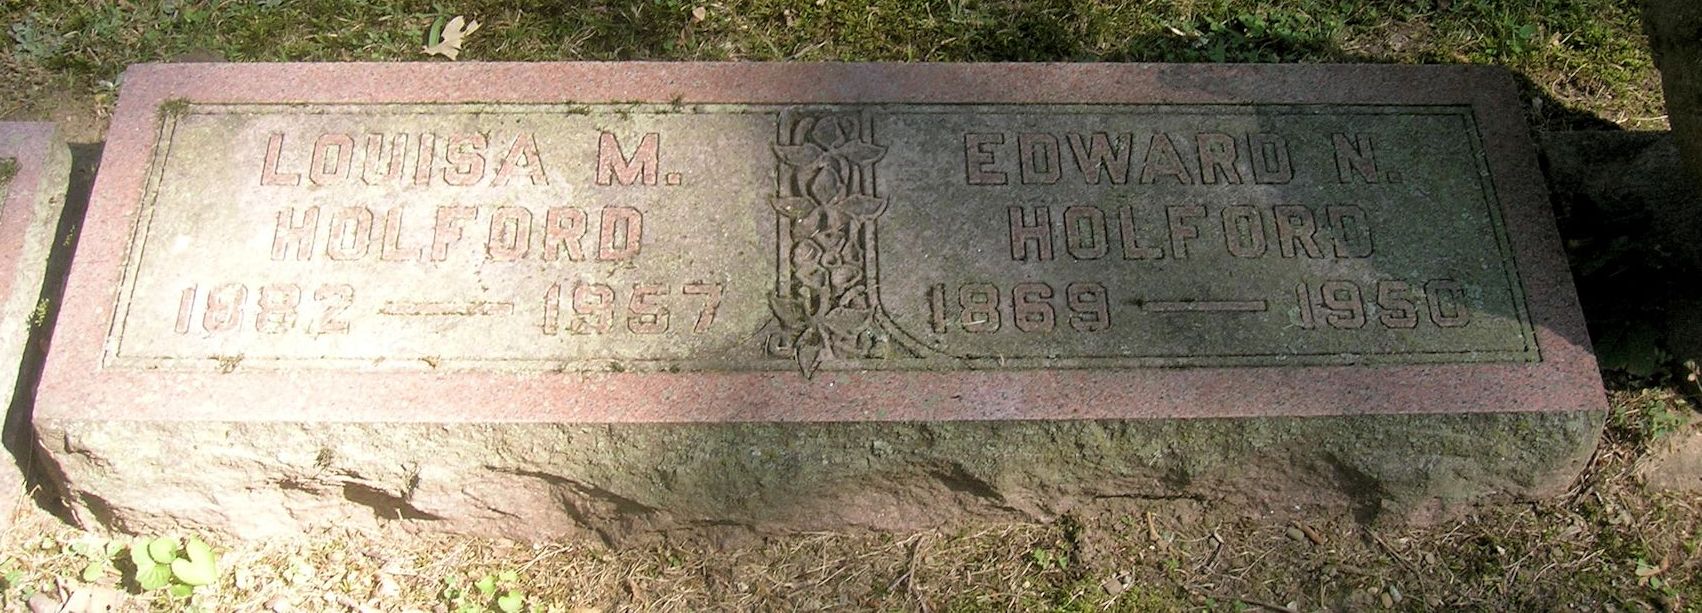 LOUISA M.
HOLFORD
1882 — 1957
EDWARD N.
HOLFORD
1869 — 1950